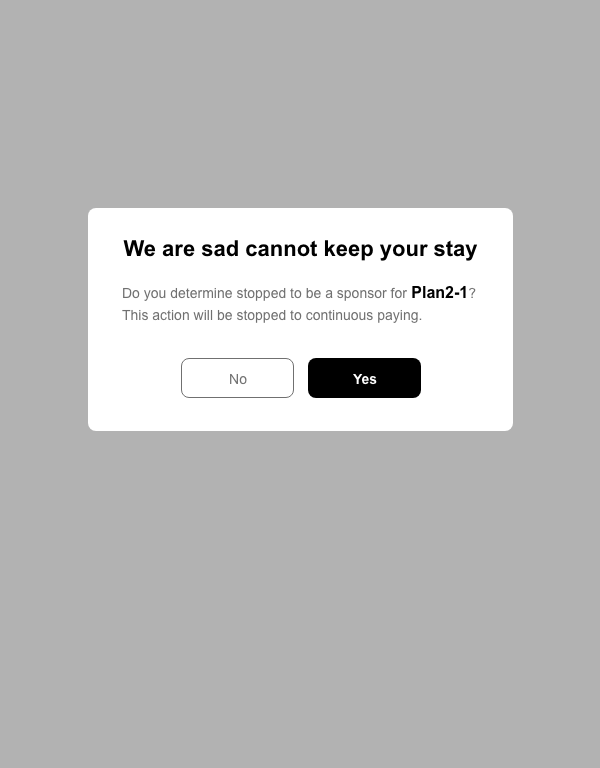 We are sad cannot keep your stay
Do you determine stopped to be a sponsor for Plan2-1?
This action will be stopped to continuous paying.
No
Yes